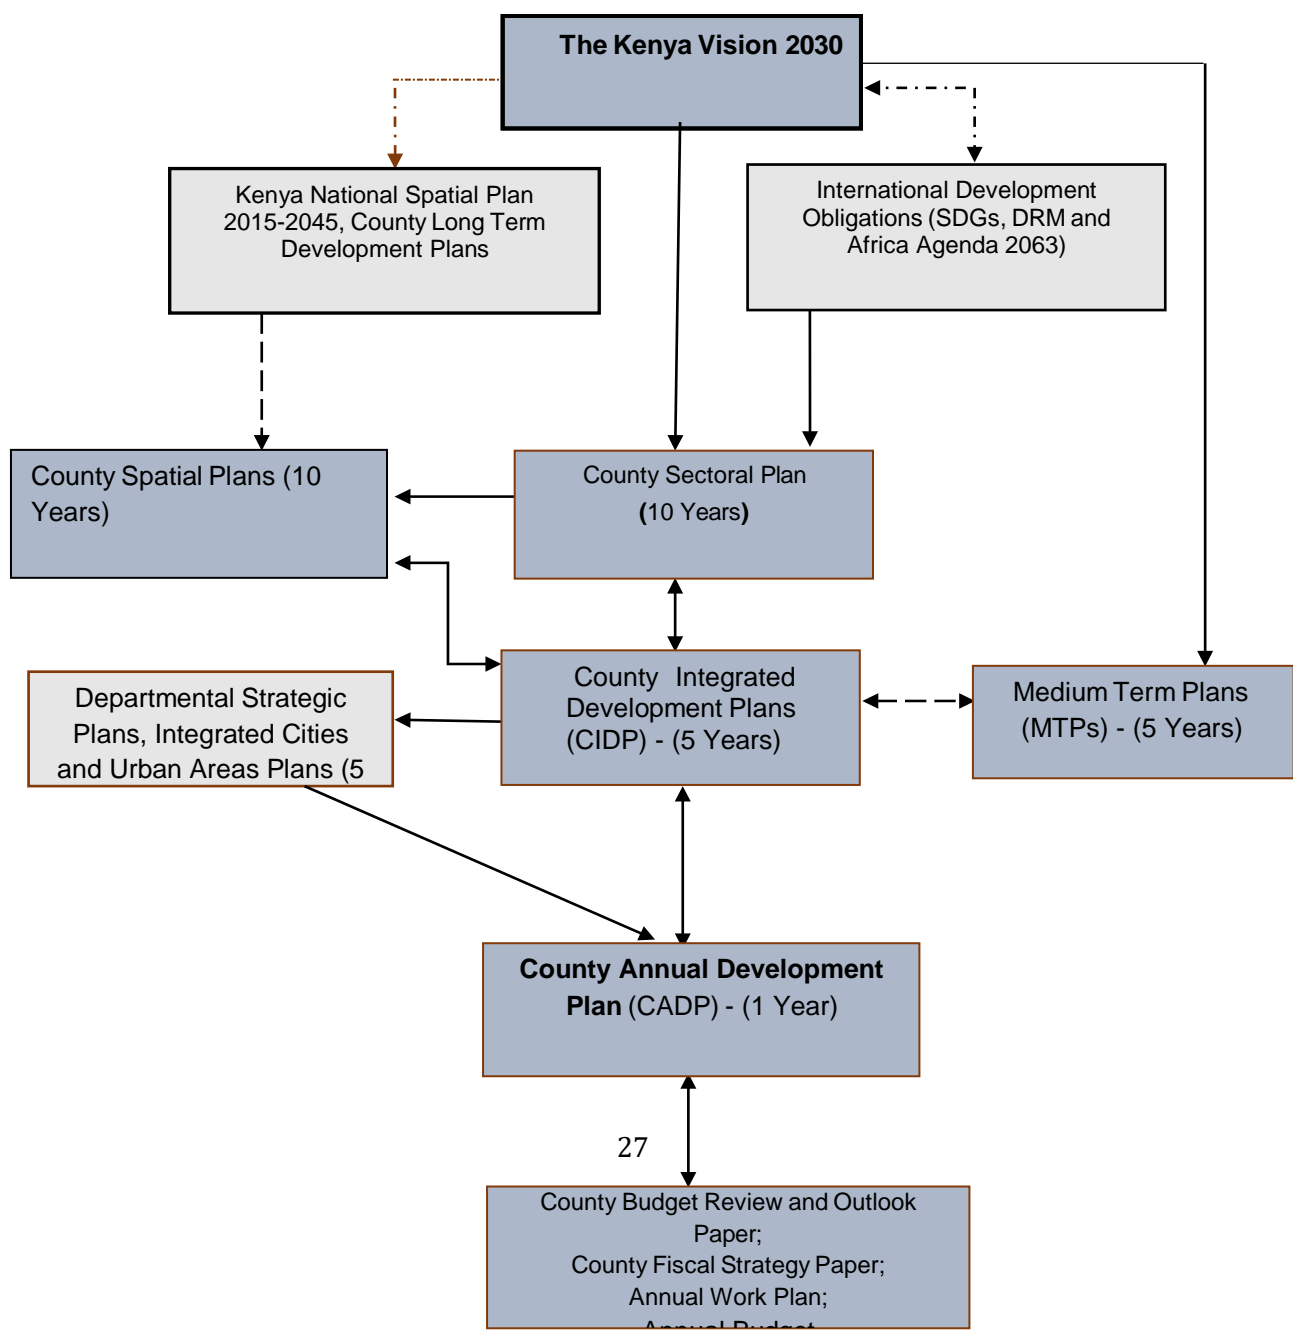 The Kenya Vision 2030
Kenya National Spatial Plan
2015-2045, County Long Term
Development Plans
International Development
Obligations (SDGs, DRM and
Africa Agenda 2063)
County Spatial Plans (10
Years)
County Sectoral Plan
(10 Years)
Departmental Strategic
Plans, Integrated Cities
and Urban Areas Plans (5
County Integrated
Development Plans
(CIDP) - (5 Years)
Medium Term Plans
(MTPs) - (5 Years)
County Annual Development
Plan (CADP) - (1 Year)
27
County Budget Review and Outlook
Paper;
County Fiscal Strategy Paper;
Annual Work Plan;
Annual Budget